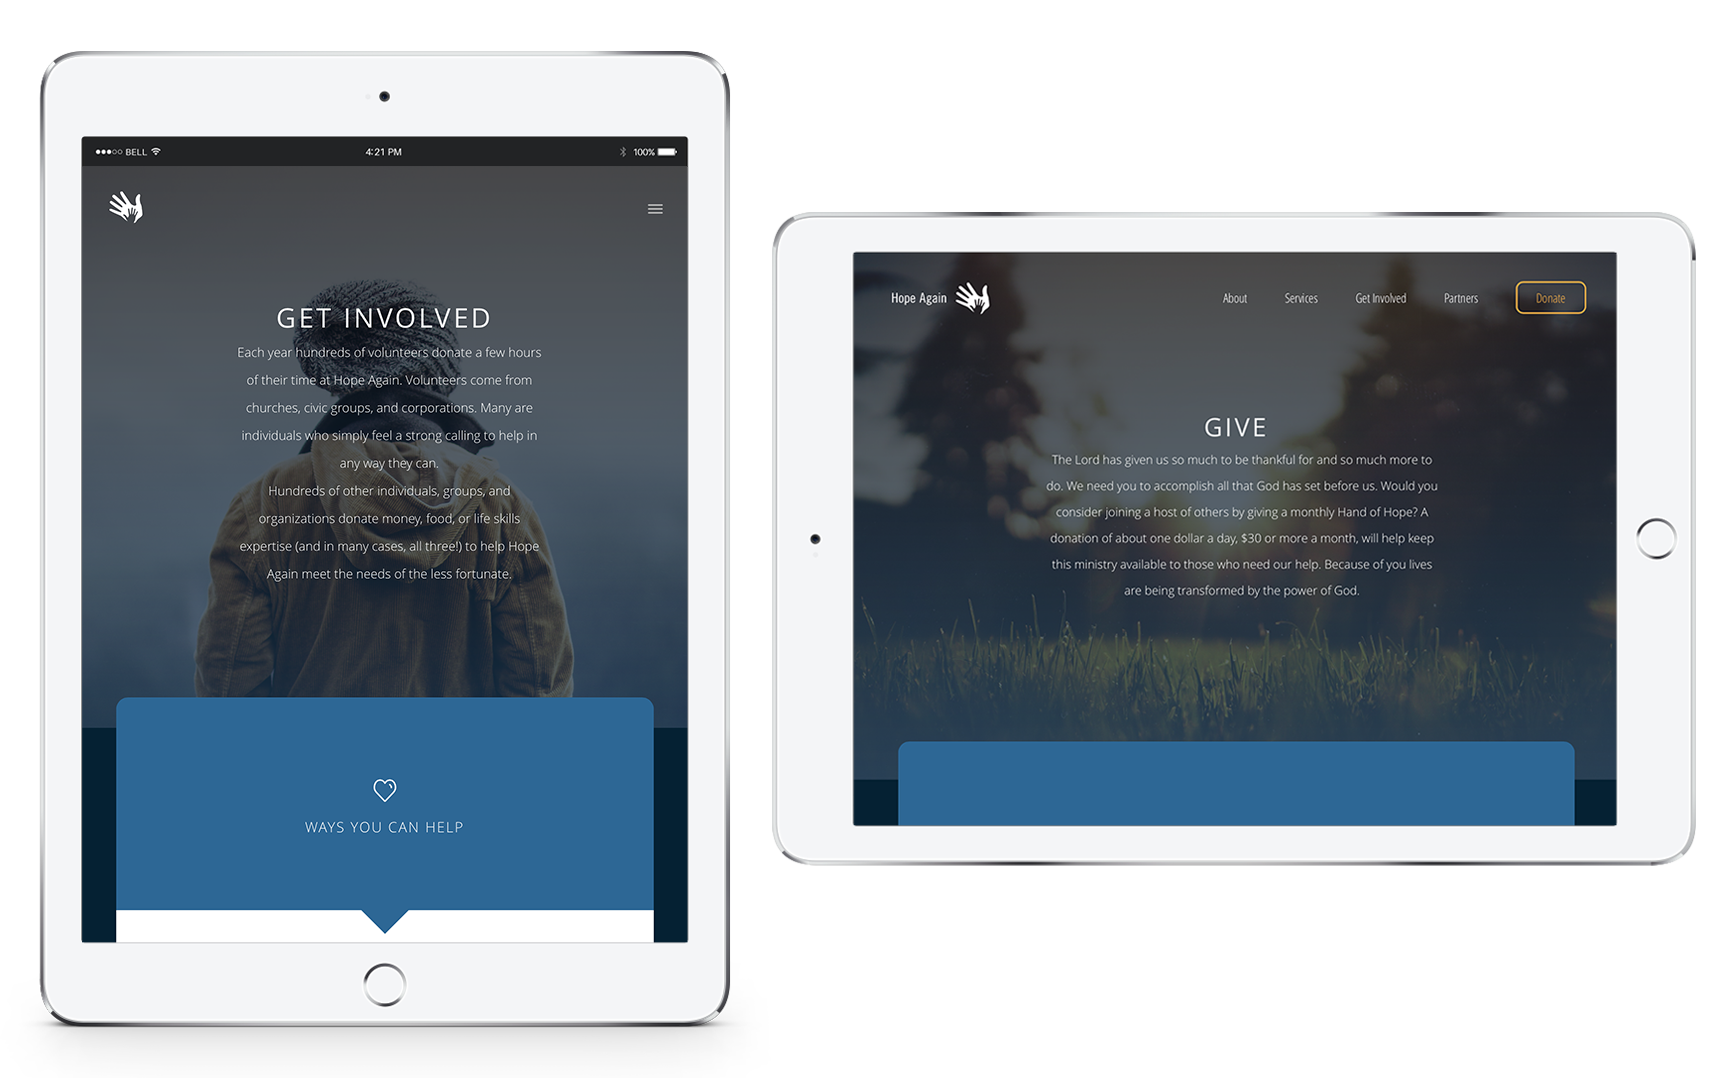 BELL
4:21 PM
100%
GET INVOLVED
Each year hundreds of volunteers donate a few hours
of their time at Hope Again. Volunteers come from
churches, civic groups, and corporations. Many are
individuals who simply feel a strong calling to help in
any way they can.
Hundreds of other individuals, groups, and
organizations donate money, food, or life skills
expertise (and in many cases, all three!) to help Hope
Again meet the needs of the less fortunate.
WAYS YOU CAN HELP
Hope Again
About
Services
Get Involved
Partners
Donate
GIVE
The Lord has given us so much to be thankful for and so much more to
do. We need you to accomplish all that God has set before us. Would you
consider joining a host of others by giving a monthly Hand of Hope? A
donation of about one dollar a day, $30 or more a month, will help keep
this ministry available to those who need our help. Because of you lives
are being transformed by the power of God.